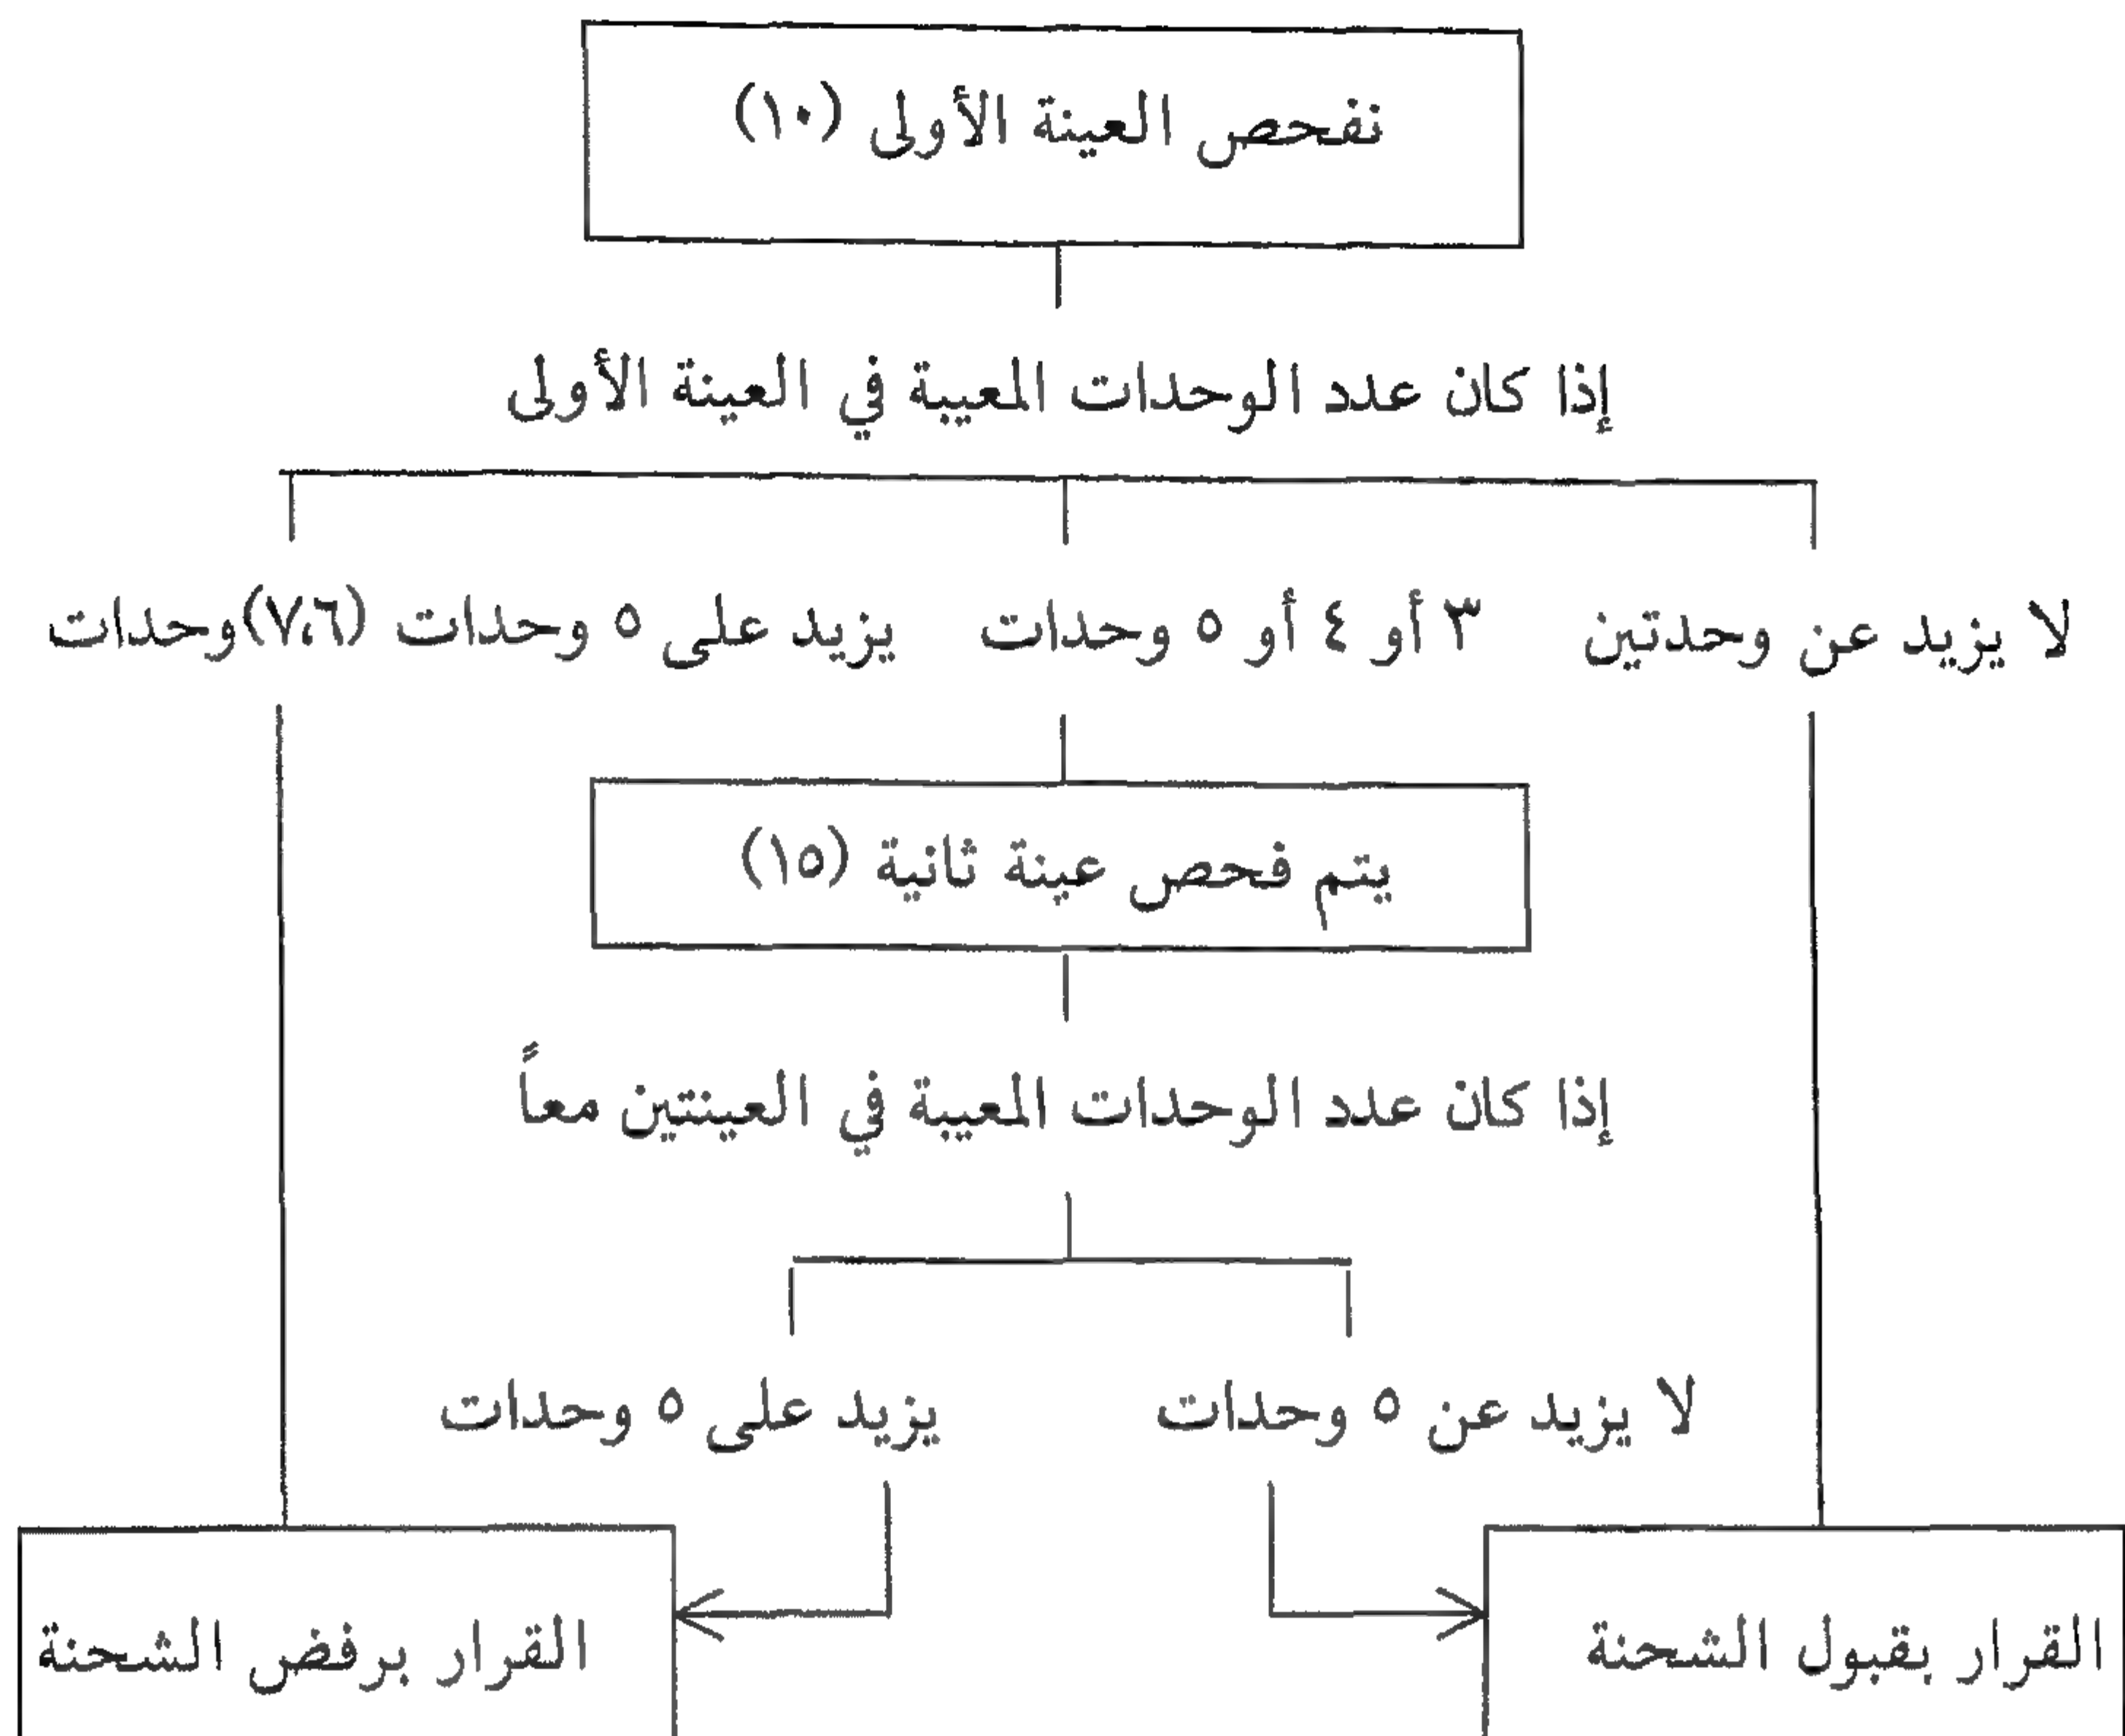 نفحص العينة الأولى (١٠)
إذا كان عدد الوحدات المعيبة في العينة الأولى
لا يزيد عن وحدتين
٣ أو ٤ أو ٥ وحدات
يزيد على ٥ وحدات (٧،٦)وحدات
يتم فحص عينة ثانية (١٥)
إذا كان عدد الوحدات المعيبة في العينتين معاً
لا يزيد عن ٥ وحدات
يزيد على ٥ وحدات
القرار بقبول الشحنة
القرار برفض الشحنة